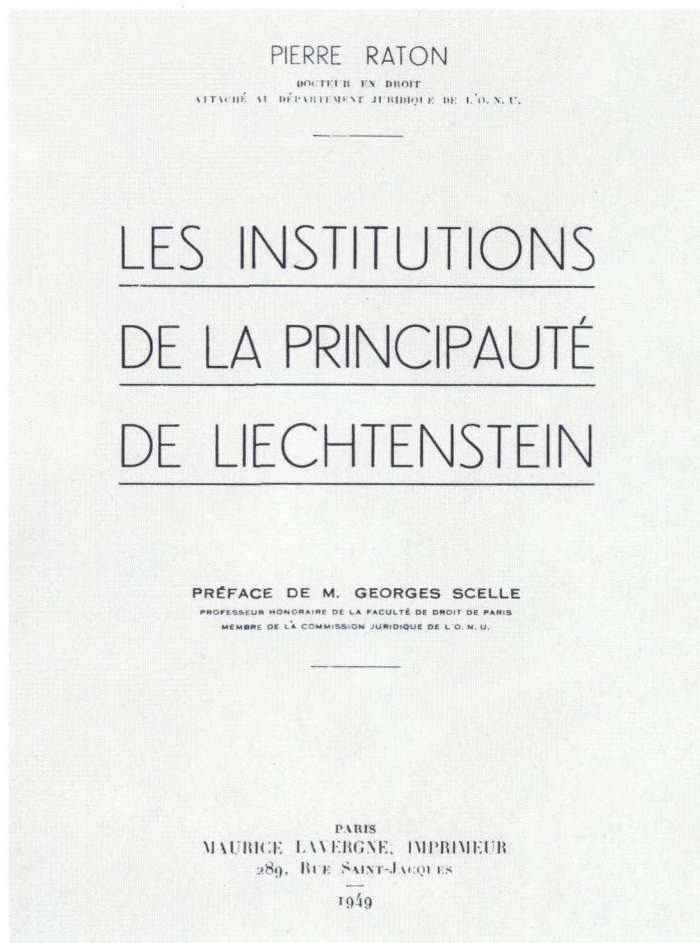 PIERRE RATON
DOCTEUR EN DROIT
ATTACHÉ AU DÉPARTEMENT JURIDIQUE DE L'O. N. U.
LES INSTITUTIONS
DE LA PRINCIPAUTÉ
DE LIECHTENSTEIN
PRÉFACE DE M. GEORGES SCELLE
PROFESSEUR HONORAIRE DE LA FACULTÉ DE DROIT DE PARIS
MEMBRE DE LA COMMISSION JURIDIQUE DE L'O. N. U.
PARIS
MAURICE LAVERGNE, IMPRIMEUR
289, RUE SAINT-JACQUES
1949